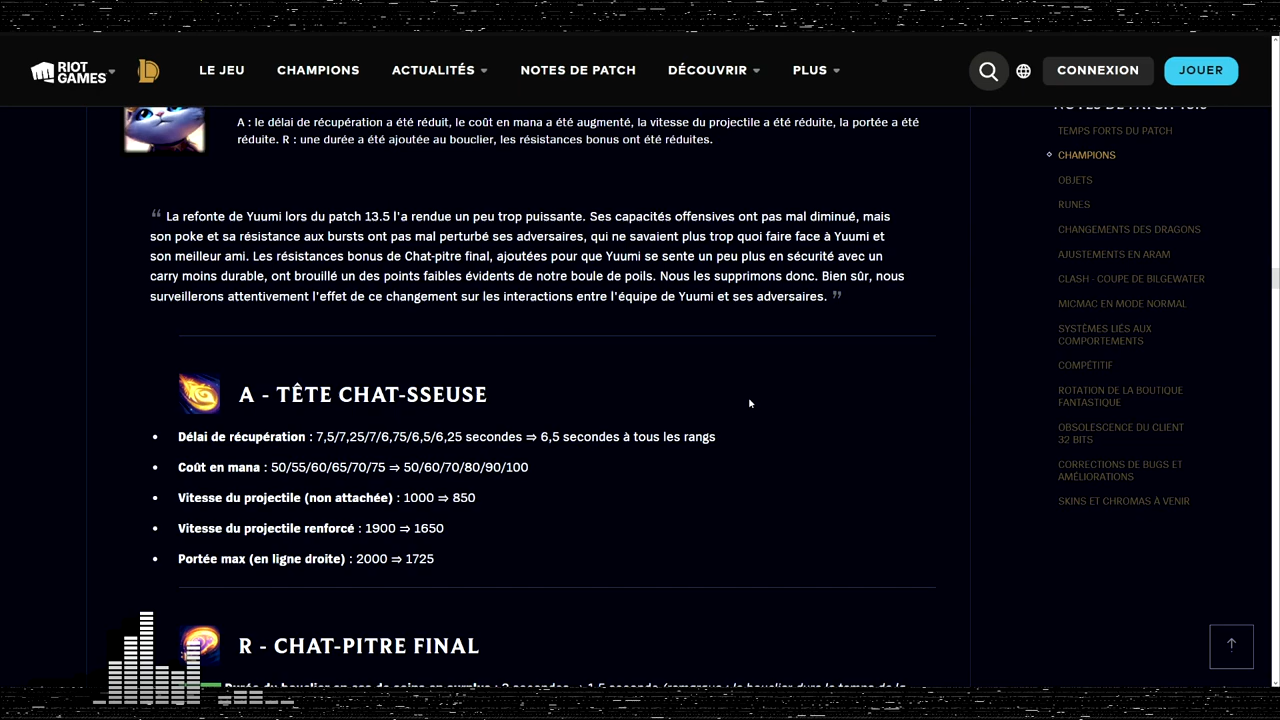 RIOT GAMES
LE JEU
CHAMPIONS
ACTUALITÉS
NOTES DE PATCH
DÉCOUVRIR
PLUS
CONNEXION
JOUER
A : le délai de récupération a été réduit, le coût en mana a été augmenté, la vitesse du projectile a été réduite, la portée a été
réduite. R : une durée a été ajoutée au bouclier, les résistances bonus ont été réduites.
“ La refonte de Yuumi lors du patch 13.5 l'a rendue un peu trop puissante. Ses capacités offensives ont pas mal diminué, mais
son poke et sa résistance aux bursts ont pas mal perturbé ses adversaires, qui ne savaient plus trop quoi faire face à Yuumi et
son meilleur ami. Les résistances bonus de Chat-pitre final, ajoutées pour que Yuumi se sente un peu plus en sécurité avec un
carry moins durable, ont brouillé un des points faibles évidents de notre boule de poils. Nous les supprimons donc. Bien sûr, nous
surveillerons attentivement l'effet de ce changement sur les interactions entre l'équipe de Yuumi et ses adversaires. ”
A - TÊTE CHAT-SSEUSE
• Délai de récupération : 7,5/7,25/7/6,75/6,5/6,25 secondes ⇒ 6,5 secondes à tous les rangs
• Coût en mana : 50/55/60/65/70/75 ⇒ 50/60/70/80/90/100
• Vitesse du projectile (non attachée) : 1000 ⇒ 850
• Vitesse du projectile renforcé : 1900 ⇒ 1650
• Portée max (en ligne droite) : 2000 ⇒ 1725
R - CHAT-PITRE FINAL
TEMPS FORTS DU PATCH
CHAMPIONS
OBJETS
RUNES
CHANGEMENTS DES DRAGONS
AJUSTEMENTS EN ARAM
CLASH - COUPE DE BILGEWATER
MICMAC EN MODE NORMAL
SYSTÈMES LIÉS AUX
COMPORTEMENTS
COMPÉTITIF
ROTATION DE LA BOUTIQUE
FANTASTIQUE
OBSOLESCENCE DU CLIENT
32 BITS
CORRECTIONS DE BUGS ET
AMÉLIORATIONS
SKINS ET CHROMAS À VENIR